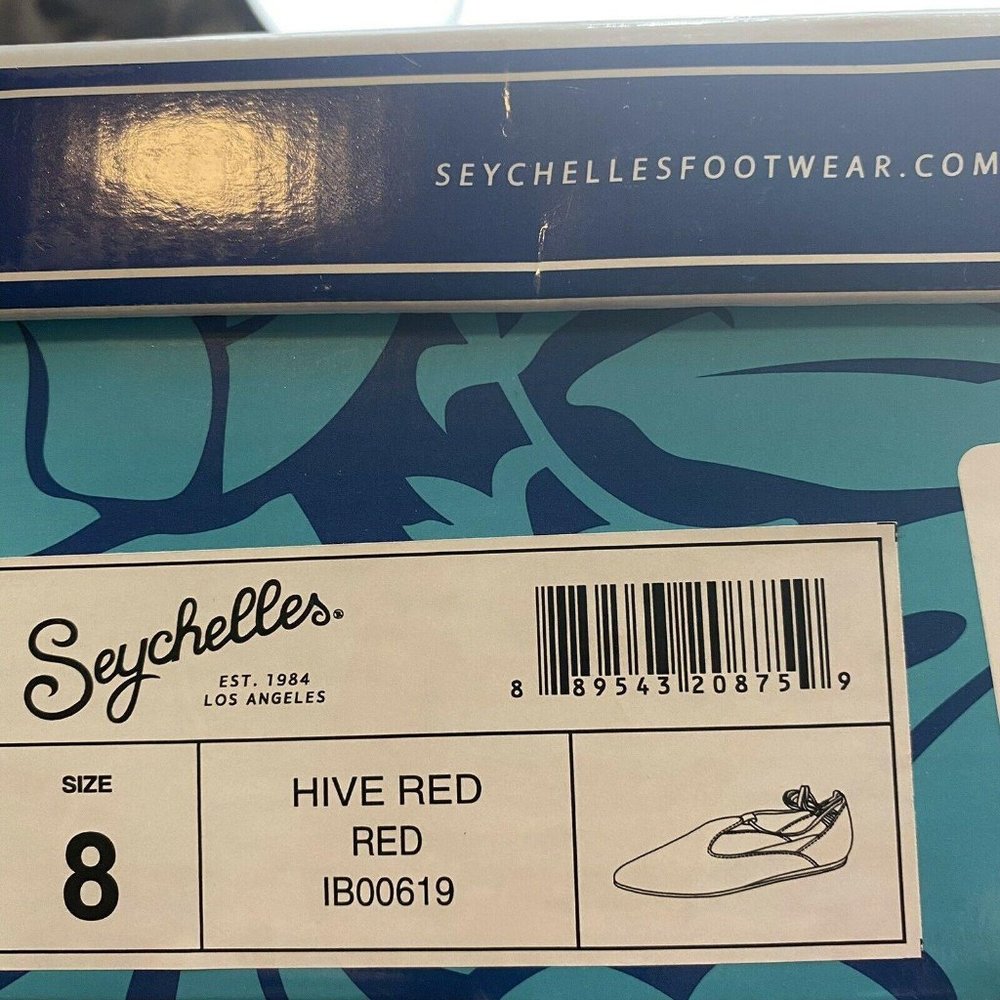 SEYCHELLESFOOTWEAR.COM
Seychelles®
EST. 1984
LOS ANGELES
8 89543 20875 9
SIZE
8
HIVE RED
RED
IB00619